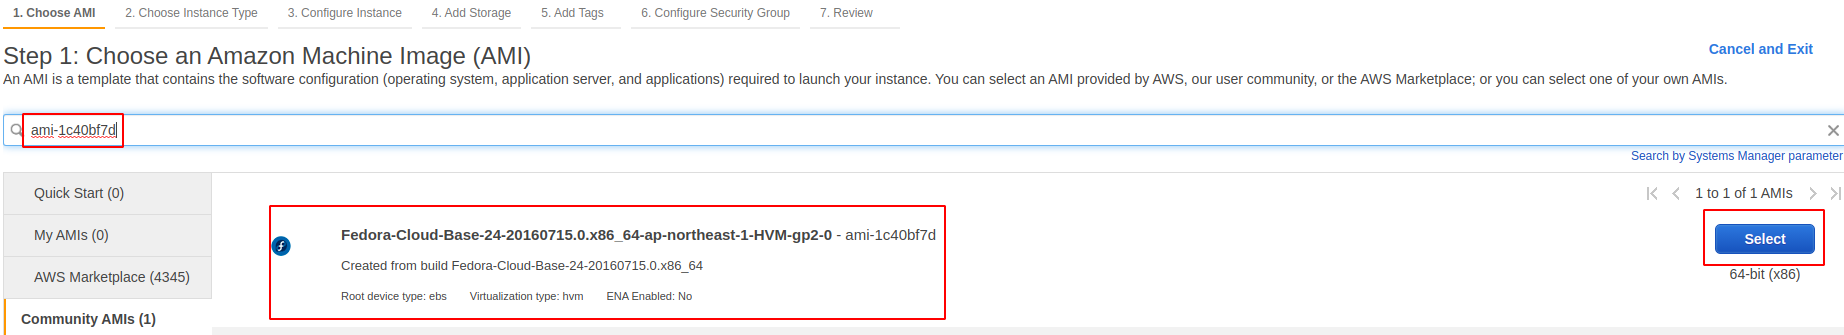 1. Choose AMI 2. Choose Instance Type 3. Configure Instance 4. Add Storage 5. Add Tags 6. Configure Security Group 7. Review
Step 1: Choose an Amazon Machine Image (AMI)
Cancel and Exit
An AMI is a template that contains the software configuration (operating system, application server, and applications) required to launch your instance. You can select an AMI provided by AWS, our user community, or the AWS Marketplace; or you can select one of your own AMIs.
ami-1c40bf7d
Search by Systems Manager parameter
Quick Start (0)
My AMIs (0)
AWS Marketplace (4345)
Community AMIs (1)
1 to 1 of 1 AMIs
Fedora-Cloud-Base-24-20160715.0.x86_64-ap-northeast-1-HVM-gp2-0 - ami-1c40bf7d
Created from build Fedora-Cloud-Base-24-20160715.0.x86_64
Root device type: ebs Virtualization type: hvm ENA Enabled: No
Select
64-bit (x86)